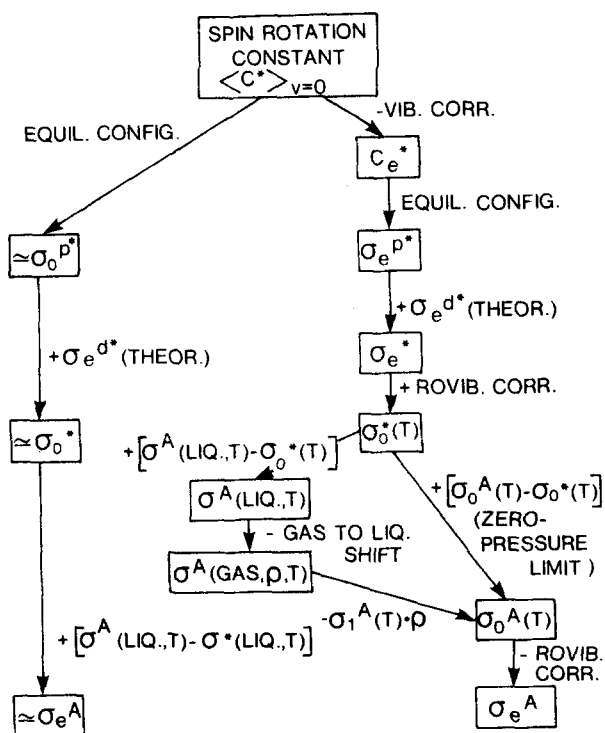 SPIN ROTATION
CONSTANT
<C*> v=0
EQUIL. CONFIG.
-VIB. CORR.
Ce*
EQUIL. CONFIG.
≃σ₀ᵖ*
σₑᵖ*
+σₑᵈ*(THEOR.)
+σₑᵈ*(THEOR.)
σₑ*
+ ROVIB. CORR.
≃σ₀*
σ₀*(T)
+[σᴬ(LIQ.,T)-σ₀*(T)]
+[σ₀ᴬ(T)-σ₀*(T)]
(ZERO-
PRESSURE
LIMIT)
σᴬ(LIQ.,T)
- GAS TO LIQ.
SHIFT
σᴬ(GAS,ρ,T)
-σ₁ᴬ(T)·ρ
σ₀ᴬ(T)
+[σᴬ(LIQ.,T)-σ*(LIQ.,T)]
- ROVIB.
CORR.
≃σₑᴬ
σₑᴬ